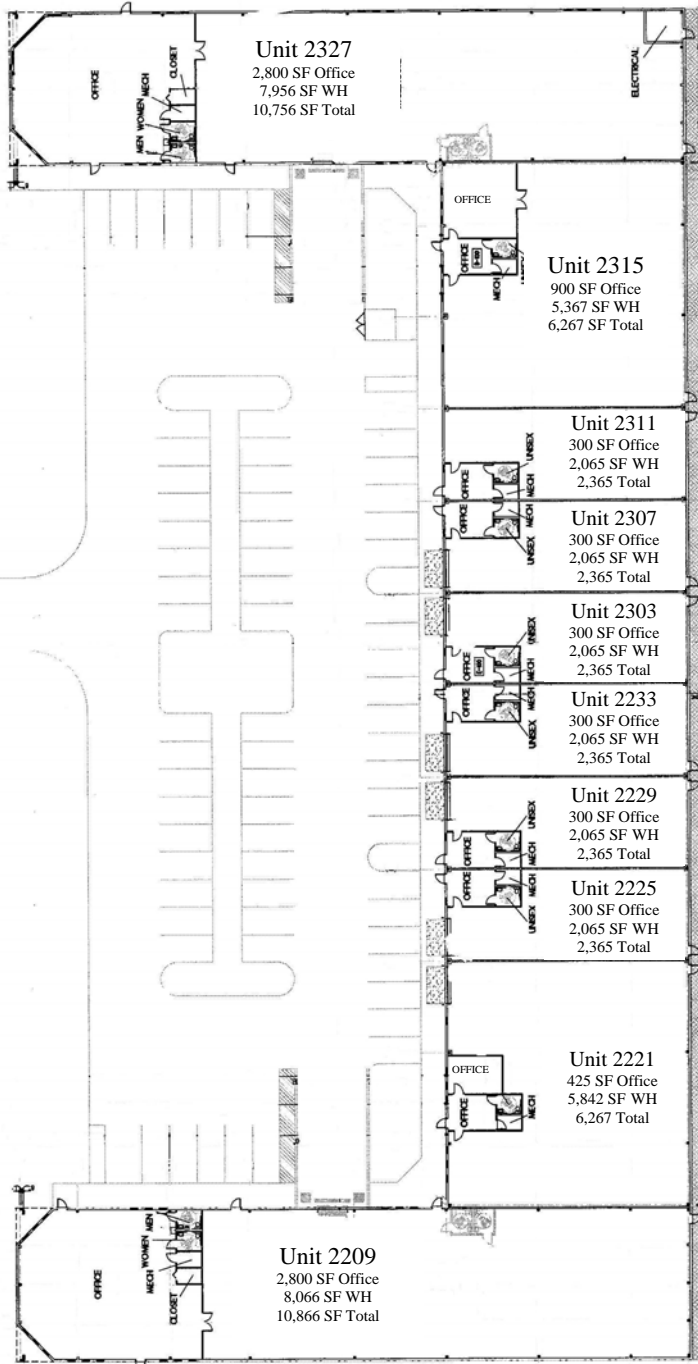 Unit 2327
2,800 SF Office
7,956 SF WH
10,756 SF Total
OFFICE
MEN
WOMEN
MECH
CLOSET
ELECTRICAL
OFFICE
OFFICE
MECH
Unit 2315
900 SF Office
5,367 SF WH
6,267 SF Total
Unit 2311
300 SF Office
2,065 SF WH
2,365 Total
OFFICE
UNISEX
MECH
Unit 2307
300 SF Office
2,065 SF WH
2,365 Total
OFFICE
MECH
UNISEX
Unit 2303
300 SF Office
2,065 SF WH
2,365 Total
OFFICE
UNISEX
MECH
Unit 2233
300 SF Office
2,065 SF WH
2,365 Total
OFFICE
MECH
UNISEX
Unit 2229
300 SF Office
2,065 SF WH
2,365 Total
OFFICE
UNISEX
MECH
Unit 2225
300 SF Office
2,065 SF WH
2,365 Total
OFFICE
MECH
UNISEX
Unit 2221
425 SF Office
5,842 SF WH
6,267 Total
OFFICE
OFFICE
MECH
Unit 2209
2,800 SF Office
8,066 SF WH
10,866 SF Total
OFFICE
MECH
WOMEN
MEN
CLOSET